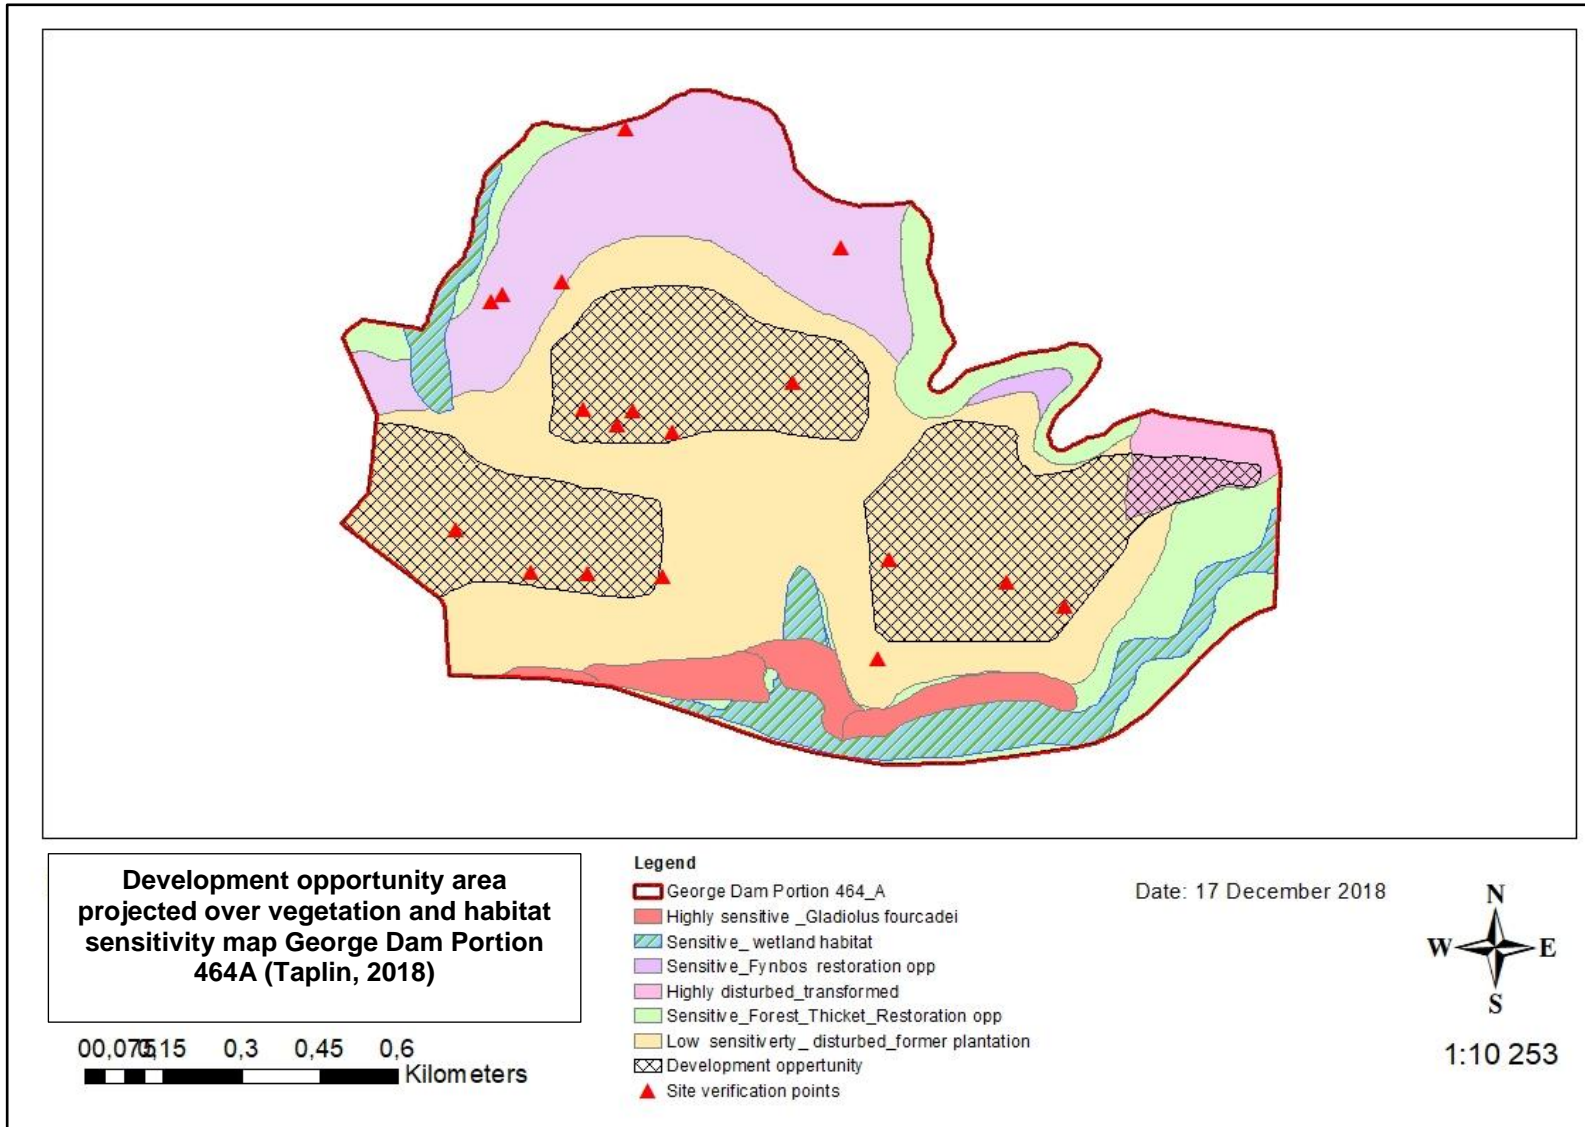 Development opportunity area
projected over vegetation and habitat
sensitivity map George Dam Portion
464A (Taplin, 2018)
00,0750,15 0,3 0,45 0,6
Kilometers
Legend
George Dam Portion 464_A
Highly sensitive _Gladiolus fourcadei
Sensitive_ wetland habitat
Sensitive_Fynbos restoration opp
Highly disturbed_transformed
Sensitive_Forest_Thicket_Restoration opp
Low sensitiverty_ disturbed_former plantation
Development oppertunity
Site verification points
Date: 17 December 2018
N
W E
S
1:10 253